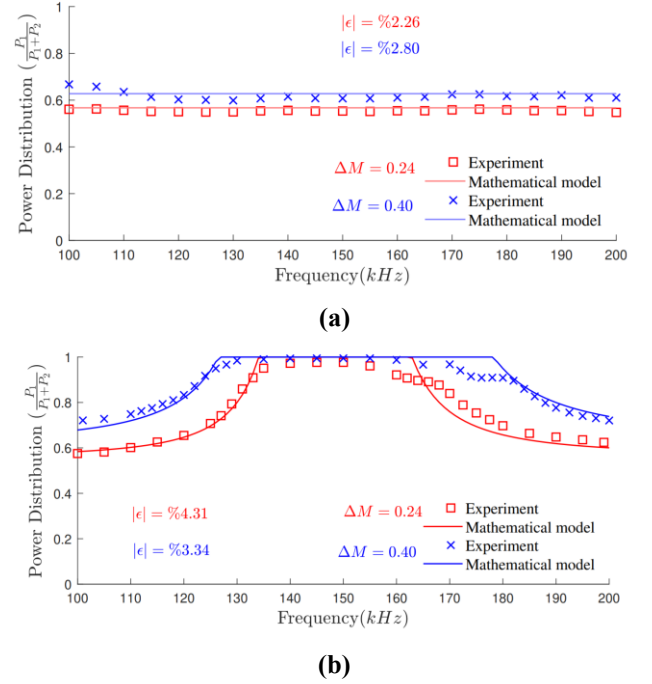 1
0.8
0.6
0.4
0.2
0
Power Distribution (P₁/P₁+P₂)
|ϵ| = %2.26
|ϵ| = %2.80
ΔM = 0.24
ΔM = 0.40
Experiment
Mathematical model
Experiment
Mathematical model
100 110 120 130 140 150 160 170 180 190 200
Frequency(kHz)
(a)
1
0.8
0.6
0.4
0.2
0
Power Distribution (P₁/P₁+P₂)
|ϵ| = %4.31
|ϵ| = %3.34
ΔM = 0.24
ΔM = 0.40
Experiment
Mathematical model
Experiment
Mathematical model
100 110 120 130 140 150 160 170 180 190 200
Frequency(kHz)
(b)